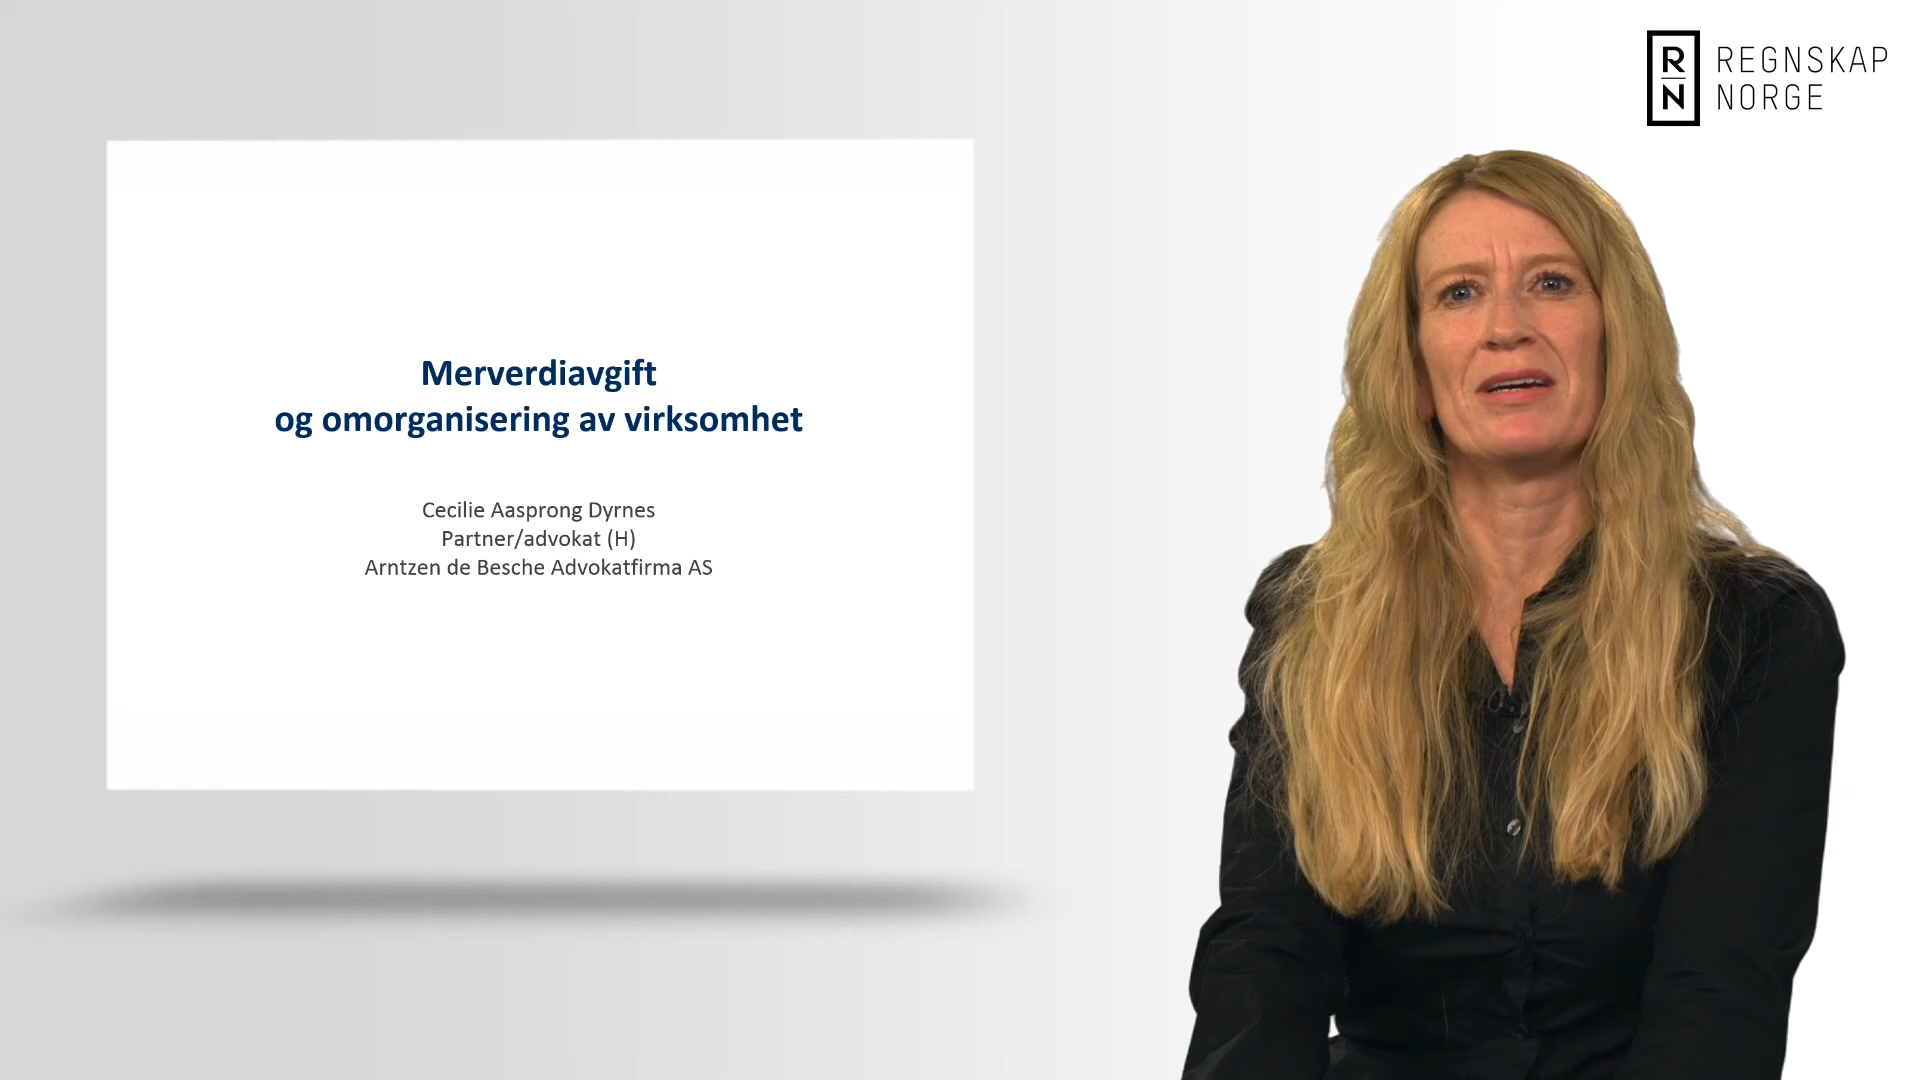 Merverdiavgift
og omorganisering av virksomhet
Cecilie Aasprong Dyrnes
Partner/advokat (H)
Arntzen de Besche Advokatfirma AS
R
N
REGNSKAP
NORGE